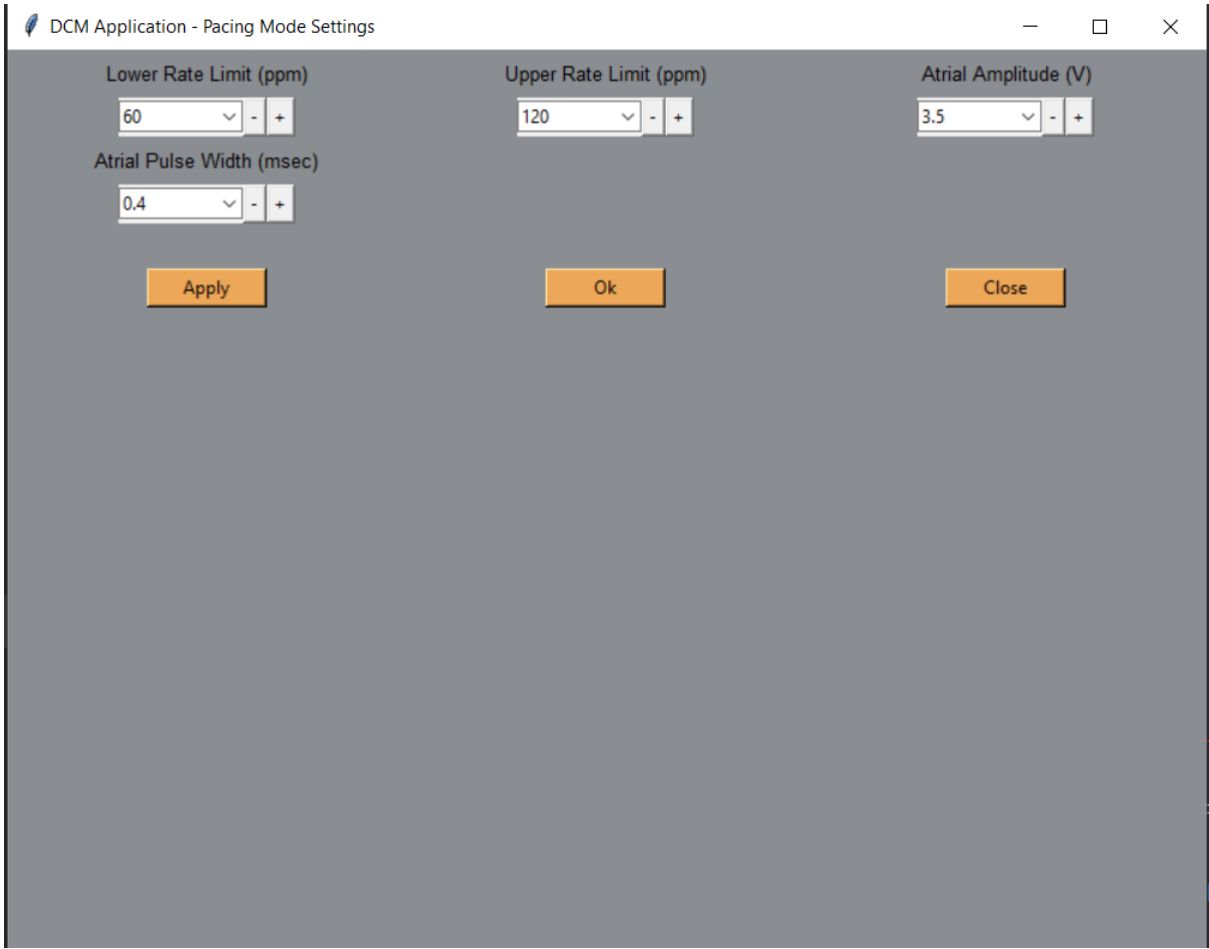 DCM Application - Pacing Mode Settings
Lower Rate Limit (ppm) Upper Rate Limit (ppm) Atrial Amplitude (V)
60 - + 120 - + 3.5 - +
Atrial Pulse Width (msec)
0.4 - +
Apply Ok Close